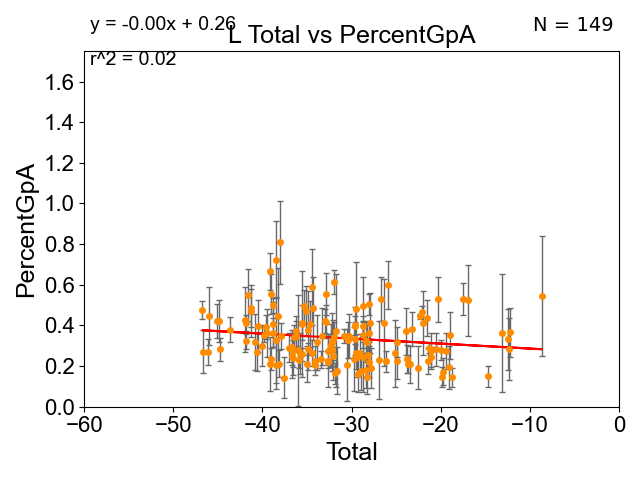 y = -0.00x + 0.26
L Total vs PercentGpA
N = 149
r^2 = 0.02
1.6
1.4
1.2
1.0
0.8
0.6
0.4
0.2
0.0
PercentGpA
−60
−50
−40
−30
−20
−10
0
Total